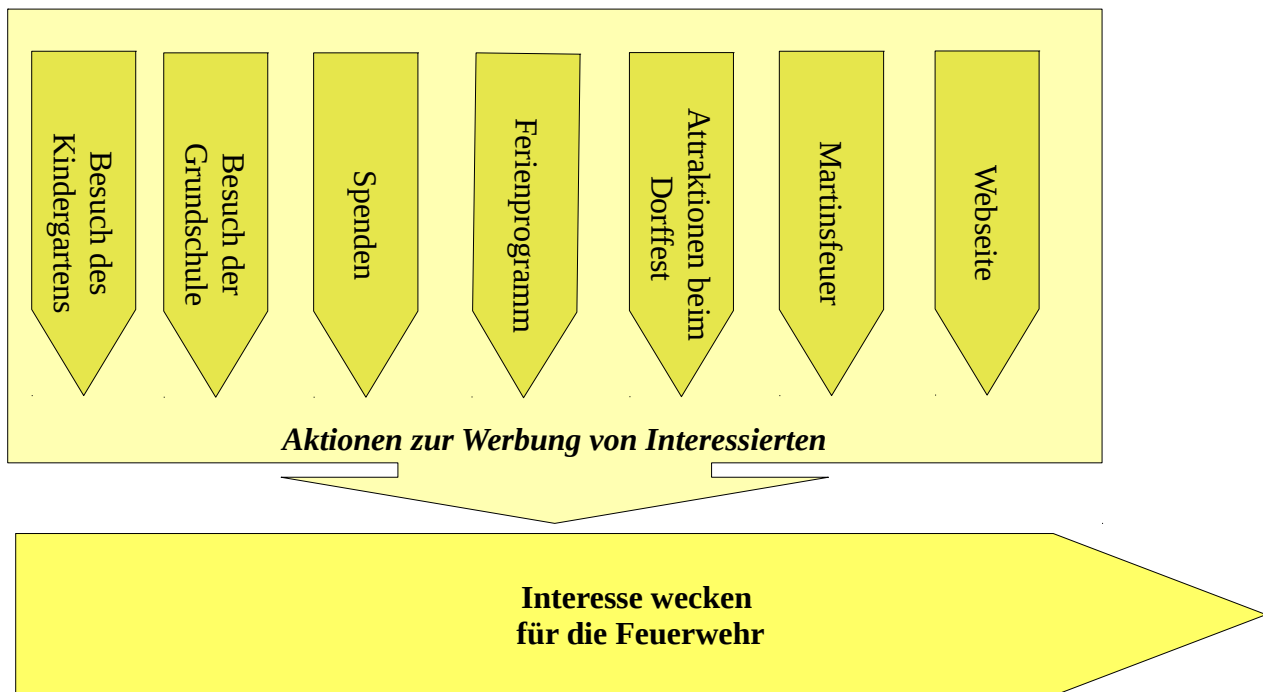 Besuch des
Kindergartens
Besuch der
Grundschule
Spenden
Ferienprogramm
Attraktionen beim
Dorffest
Martinsfeuer
Webseite
Aktionen zur Werbung von Interessierten
Interesse wecken
für die Feuerwehr